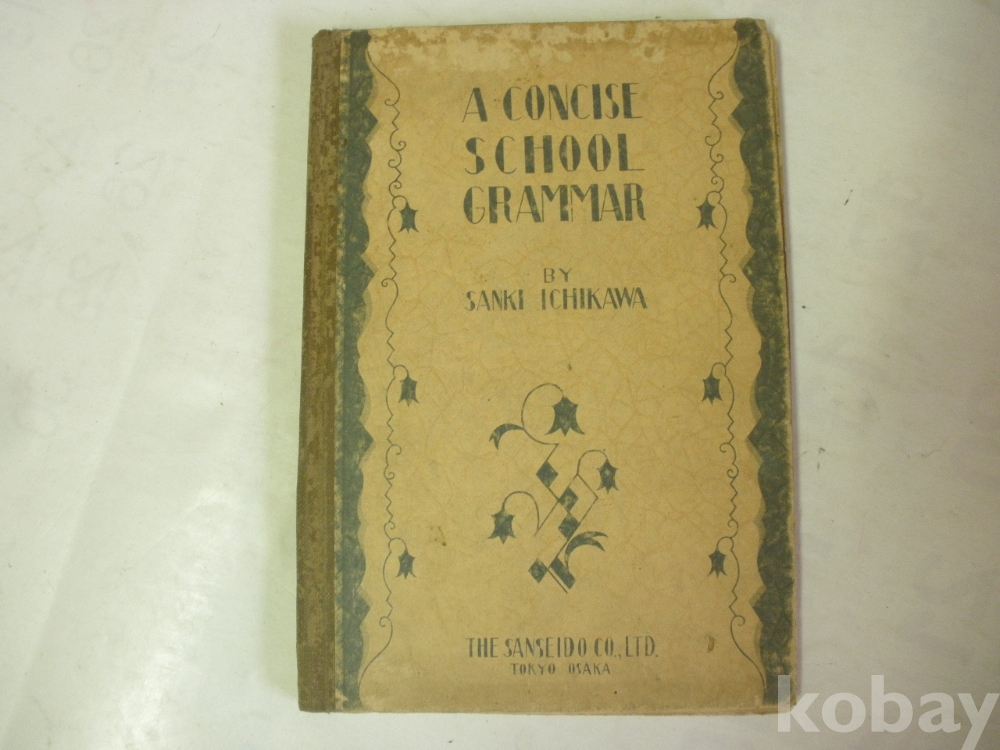 A CONCISE
SCHOOL
GRAMMAR
BY
SANKI ICHIKAWA
THE SANSEIDO CO., LTD.
TOKYO OSAKA
kobay